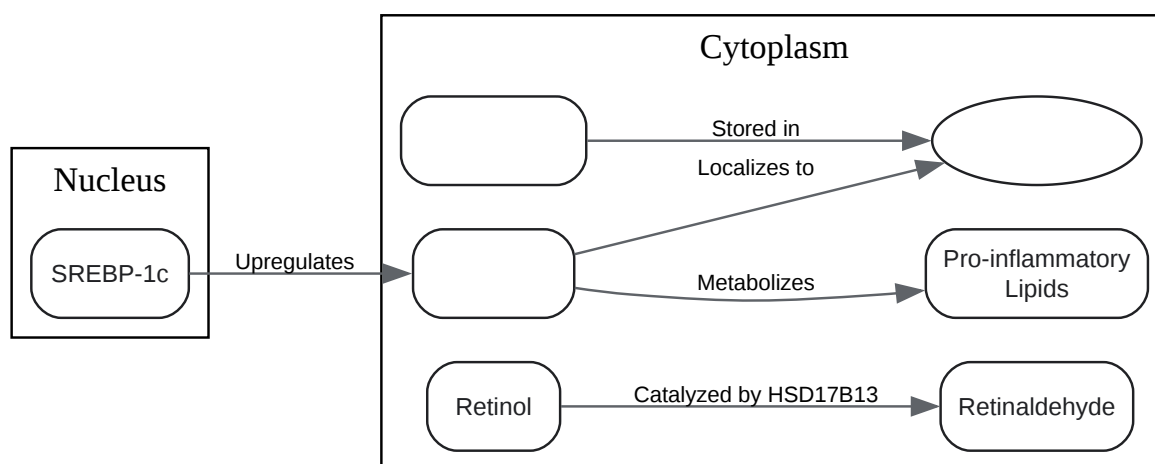 Cytoplasm
Stored in
Localizes to
Nucleus
SREBP-1c
Upregulates
Metabolizes
Pro-inflammatory
Lipids
Retinol
Catalyzed by HSD17B13
Retinaldehyde